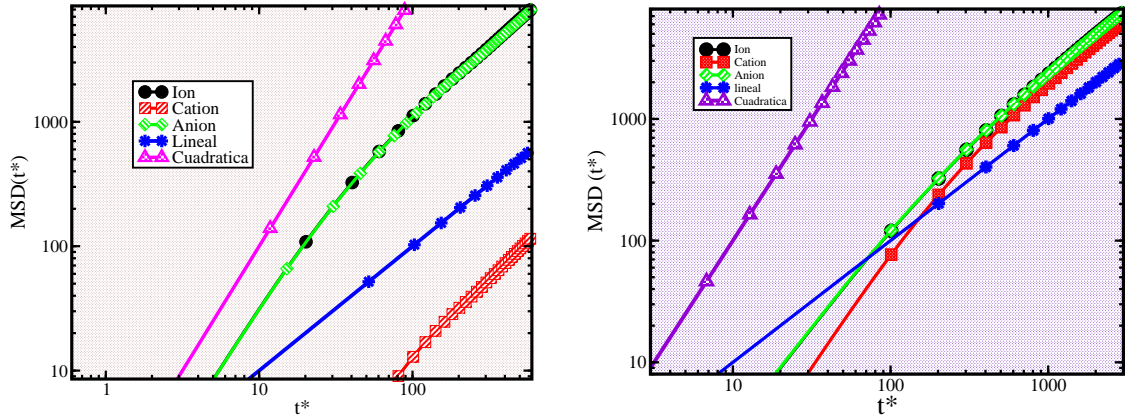 MSD(t*)
1000
100
10
Ion
Cation
Anion
Lineal
Cuadratica
1 10 100
t*
MSD (t*)
1000
100
10
Ion
Cation
Anion
lineal
Cuadratica
10 100 1000
t*